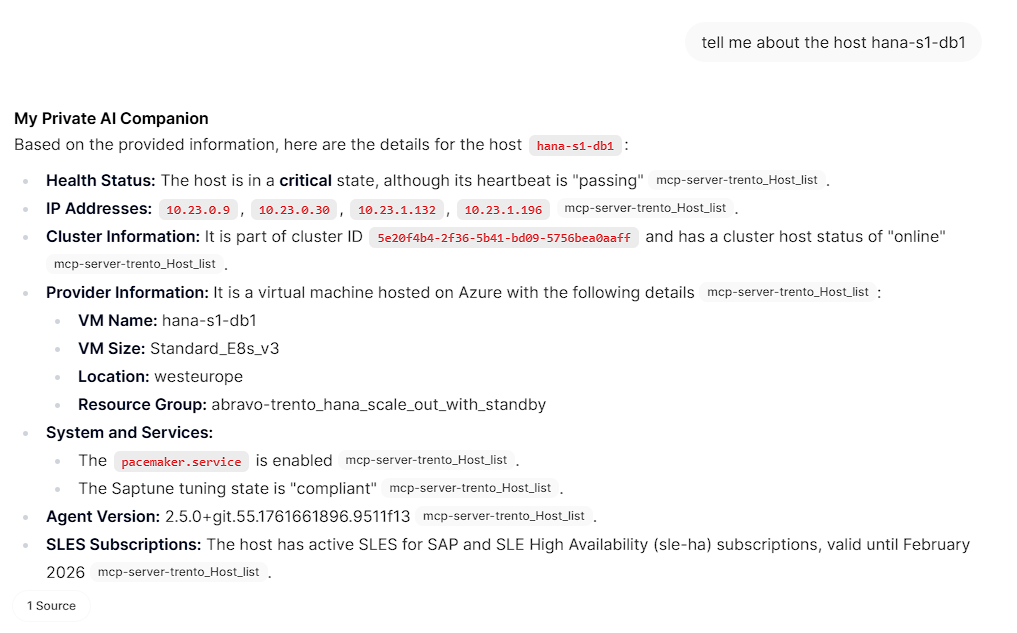 tell me about the host hana-s1-db1
My Private AI Companion
Based on the provided information, here are the details for the host hana-s1-db1 :
Health Status: The host is in a critical state, although its heartbeat is "passing" mcp-server-trento_Host_list .
IP Addresses: 10.23.0.9 , 10.23.0.30 , 10.23.1.132 , 10.23.1.196 mcp-server-trento_Host_list .
Cluster Information: It is part of cluster ID 5e20f4b4-2f36-5b41-bd09-5756bea0aaff and has a cluster host status of "online"
mcp-server-trento_Host_list .
Provider Information: It is a virtual machine hosted on Azure with the following details mcp-server-trento_Host_list :
VM Name: hana-s1-db1
VM Size: Standard_E8s_v3
Location: westeurope
Resource Group: abravo-trento_hana_scale_out_with_standby
System and Services:
The pacemaker.service is enabled mcp-server-trento_Host_list .
The Saptune tuning state is "compliant" mcp-server-trento_Host_list .
Agent Version: 2.5.0+git.55.1761661896.9511f13 mcp-server-trento_Host_list .
SLES Subscriptions: The host has active SLES for SAP and SLE High Availability (sle-ha) subscriptions, valid until February
2026 mcp-server-trento_Host_list .
1 Source